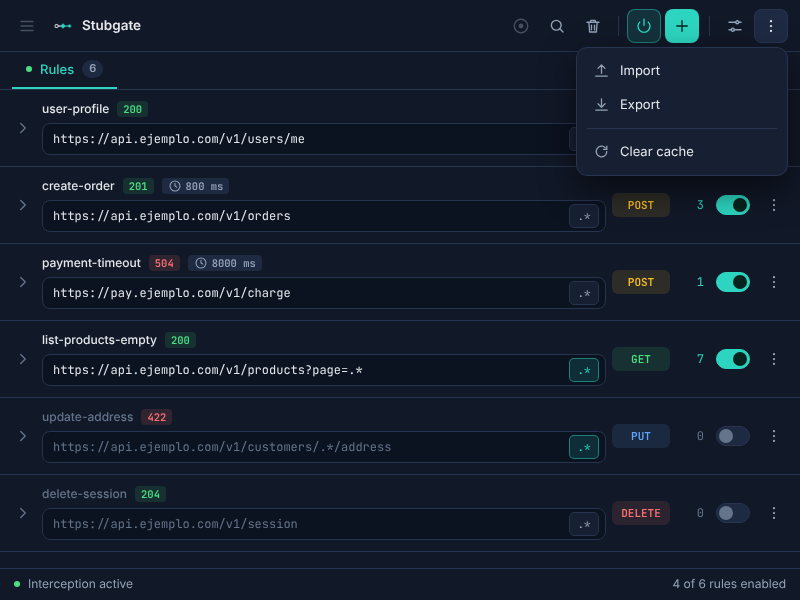 Stubgate
Rules 6
Import
Export
Clear cache
user-profile 200
https://api.ejemplo.com/v1/users/me
create-order 201 800 ms
https://api.ejemplo.com/v1/orders .* POST 3
payment-timeout 504 8000 ms
https://pay.ejemplo.com/v1/charge .* POST 1
list-products-empty 200
https://api.ejemplo.com/v1/products?page=.* .* GET 7
update-address 422
https://api.ejemplo.com/v1/customers/.*/address .* PUT 0
delete-session 204
https://api.ejemplo.com/v1/session .* DELETE 0
Interception active 4 of 6 rules enabled